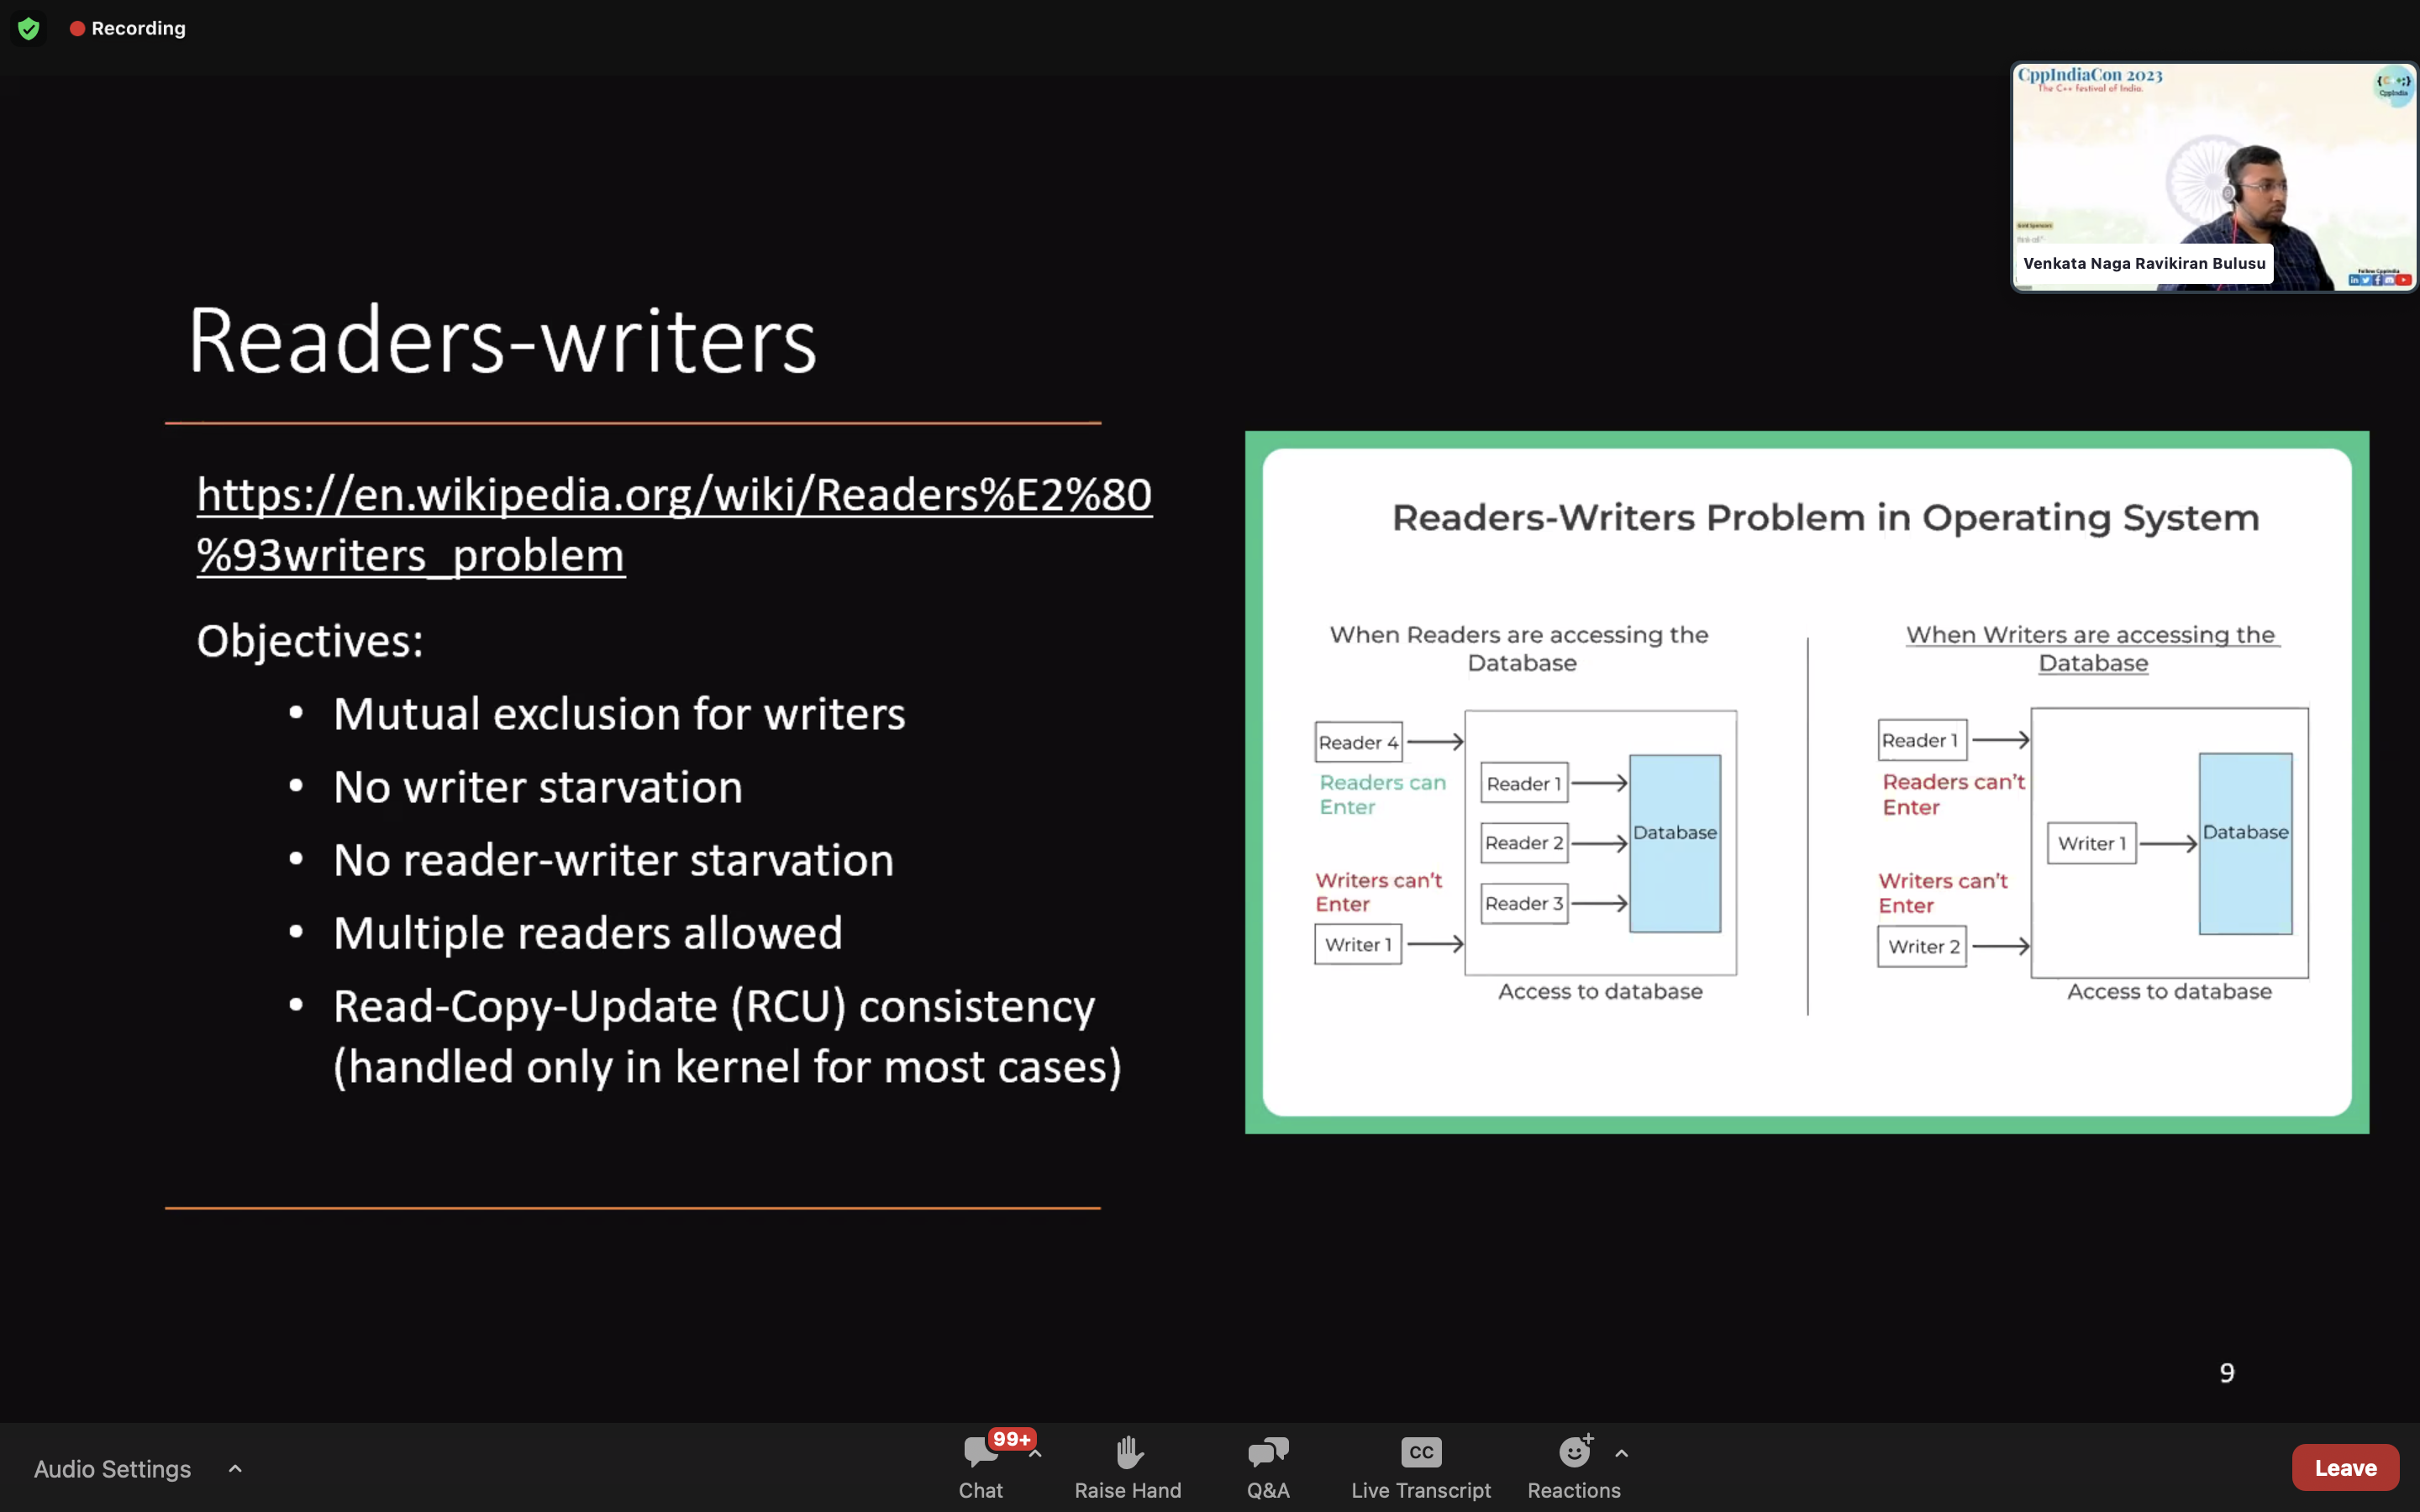 Recording
CppIndiaCon 2023
The C++ festival of India.
CppIndia
Gold Sponsors
Follow CppIndia
Venkata Naga Ravikiran Bulusu
Readers-writers
https://en.wikipedia.org/wiki/Readers%E2%80
%93writers_problem
Objectives:
• Mutual exclusion for writers
• No writer starvation
• No reader-writer starvation
• Multiple readers allowed
• Read-Copy-Update (RCU) consistency
(handled only in kernel for most cases)
Readers-Writers Problem in Operating System
When Readers are accessing the
Database
Reader 4
Readers can
Enter
Writers can't
Enter
Writer 1
Reader 1
Reader 2
Reader 3
Database
Access to database
When Writers are accessing the
Database
Reader 1
Readers can't
Enter
Writers can't
Enter
Writer 2
Writer 1
Database
Access to database
9
Audio Settings
99+
Chat
Raise Hand
Q&A
CC
Live Transcript
Reactions
Leave